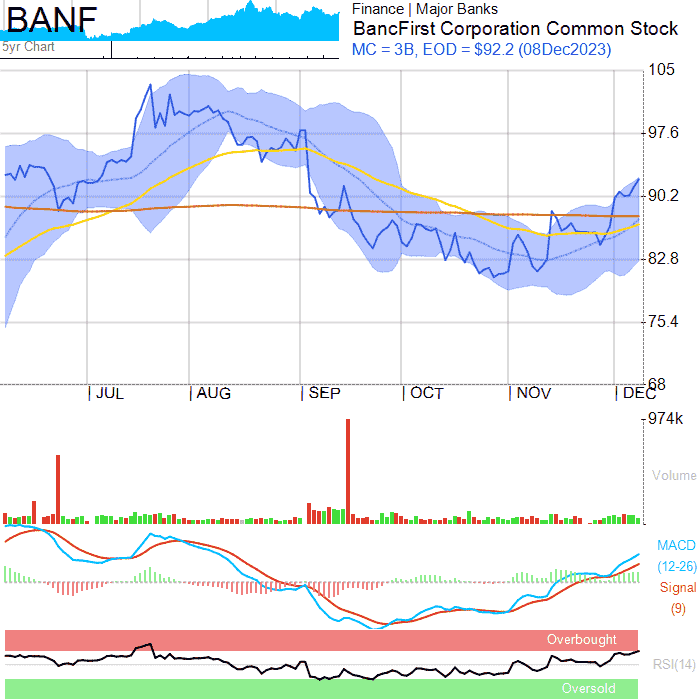 BANF
5yr Chart
Finance | Major Banks
BancFirst Corporation Common Stock
MC = 3B, EOD = $92.2 (08Dec2023)
105
97.6
90.2
82.8
75.4
68
JUL AUG SEP OCT NOV DEC
974k
Volume
MACD
(12-26)
Signal
(9)
Overbought
RSI(14)
Oversold